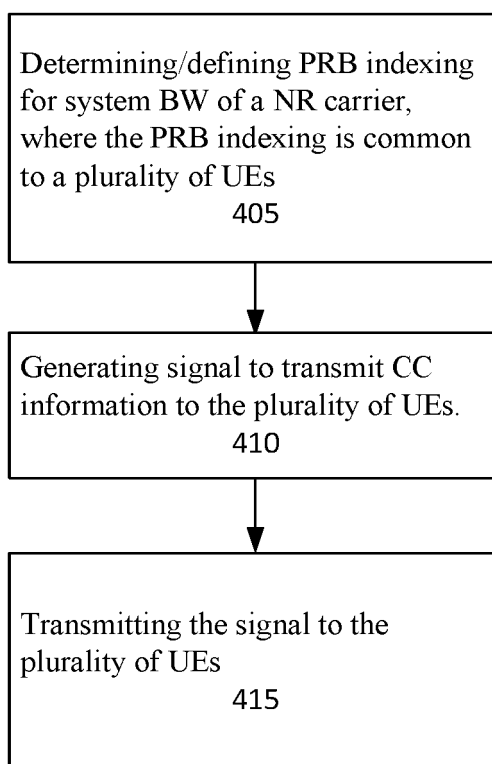 Determining/defining PRB indexing
for system BW of a NR carrier,
where the PRB indexing is common
to a plurality of UEs
405
Generating signal to transmit CC
information to the plurality of UEs.
410
Transmitting the signal to the
plurality of UEs
415